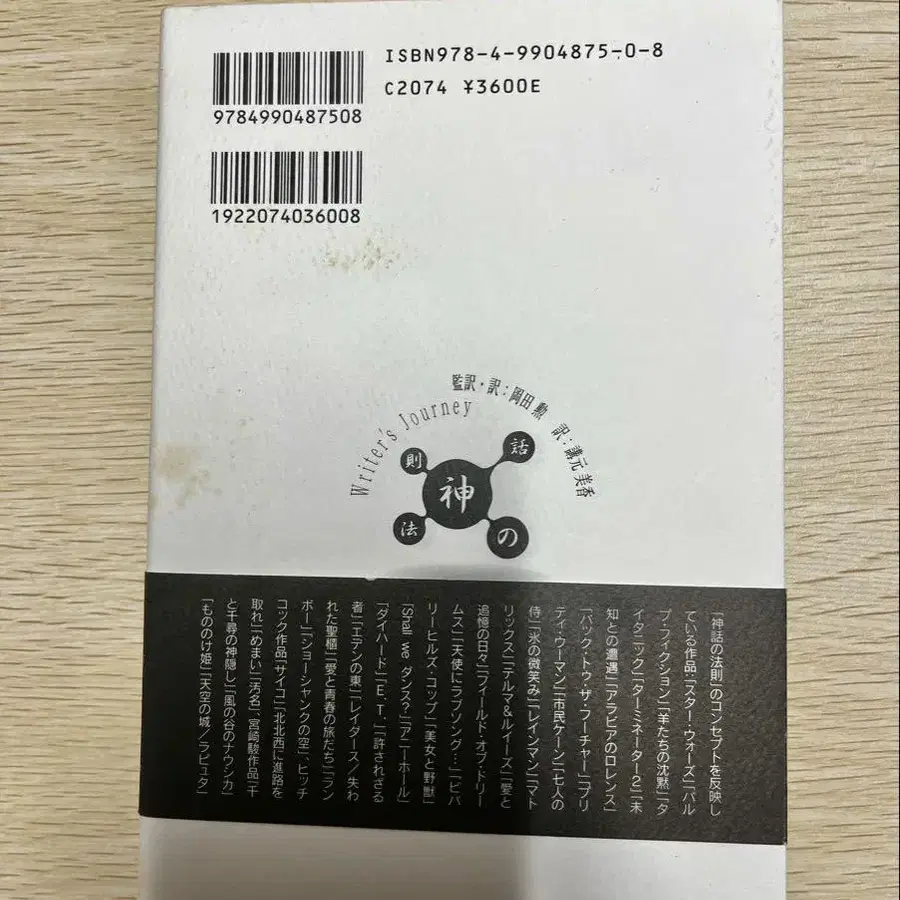 ISBN978-4-9904875-0-8
C2074 ¥3600E
9784990487508
1922074036008
監訳・訳：岡田 勲　訳：講元 美香
Writer's Journey
神話の法則
「神話の法則」のコンセプトを反映し
ている作品：「スター・ウォーズ」「パル
プ・フィクション」「羊たちの沈黙」「タ
イタニック」「ターミネーター2」「未
知との遭遇」「アラビアのロレンス」
「バック・トゥ・ザ・フューチャー」「プリ
ティ・ウーマン」「市民ケーン」「七人の
侍」「氷の微笑み」「レインマン」「マト
リックス」「テルマ&ルイーズ」「愛と
追憶の日々」「フィールド・オブ・ドリー
ムス」「天使にラブソング…」「ビバ
リーヒルズ・コップ」「美女と野獣」
「Shall we ダンス？」「アニーホール」
「ダイハード」「E.T.」「許されざる
者」「エデンの東」「レイダース／失わ
れた聖櫃」「愛と青春の旅だち」「ラン
ボー」「ショーシャンクの空」、ヒッチ
コック作品「サイコ」「北北西に進路を
取れ」「めまい」「汚名」、宮崎駿作品「千
と千尋の神隠し」「風の谷のナウシカ」
「もののけ姫」「天空の城／ラピュタ」